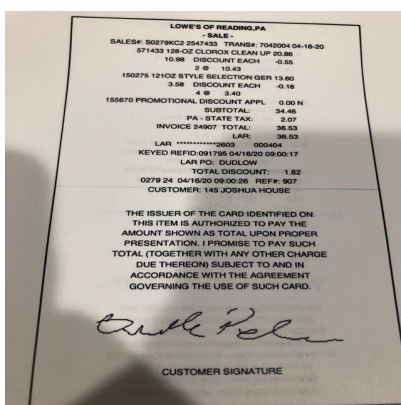 LOWE'S OF READING,PA
- SALE -
SALES#: S0279KC2 2547433 TRANS#: 7042004 04-16-20
571433 128-OZ CLOROX CLEAN UP 20.86
10.98 DISCOUNT EACH -0.55
2 @ 10.43
150275 121OZ STYLE SELECTION GER 13.60
3.58 DISCOUNT EACH -0.18
4 @ 3.40
155670 PROMOTIONAL DISCOUNT APPL 0.00 N
SUBTOTAL: 34.46
PA - STATE TAX: 2.07
INVOICE 24907 TOTAL: 36.53
LAR: 36.53
LAR ************2603 000404
KEYED REFID:091795 04/16/20 09:00:17
LAR PO: DUDLOW
TOTAL DISCOUNT: 1.82
0279 24 04/16/20 09:00:26 REF#: 907
CUSTOMER: 145 JOSHUA HOUSE
THE ISSUER OF THE CARD IDENTIFIED ON
THIS ITEM IS AUTHORIZED TO PAY THE
AMOUNT SHOWN AS TOTAL UPON PROPER
PRESENTATION. I PROMISE TO PAY SUCH
TOTAL (TOGETHER WITH ANY OTHER CHARGE
DUE THEREON) SUBJECT TO AND IN
ACCORDANCE WITH THE AGREEMENT
GOVERNING THE USE OF SUCH CARD.
CUSTOMER SIGNATURE